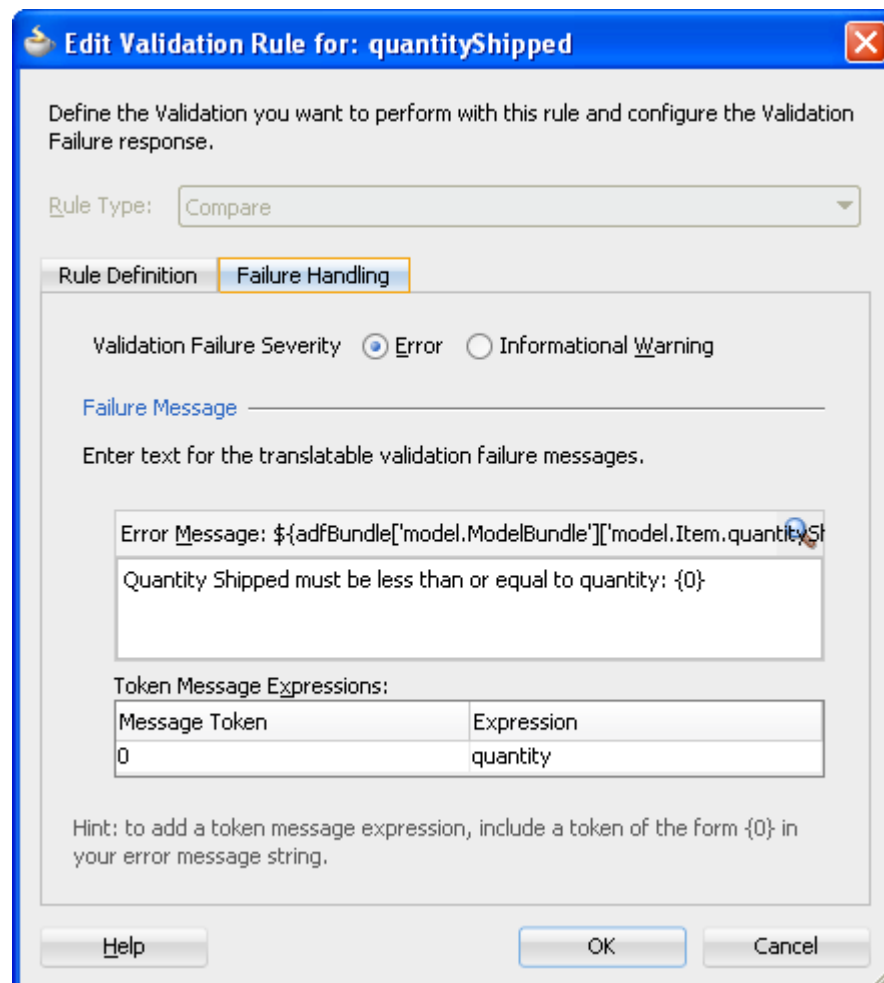 Edit Validation Rule for: quantityShipped
Define the Validation you want to perform with this rule and configure the Validation
Failure response.
Rule Type: Compare
Rule Definition Failure Handling
Validation Failure Severity Error Informational Warning
Failure Message
Enter text for the translatable validation failure messages.
Error Message: ${adfBundle['model.ModelBundle']['model.Item.quantitySh
Quantity Shipped must be less than or equal to quantity: {0}
Token Message Expressions:
Message Token Expression
0 quantity
Hint: to add a token message expression, include a token of the form {0} in
your error message string.
Help OK Cancel